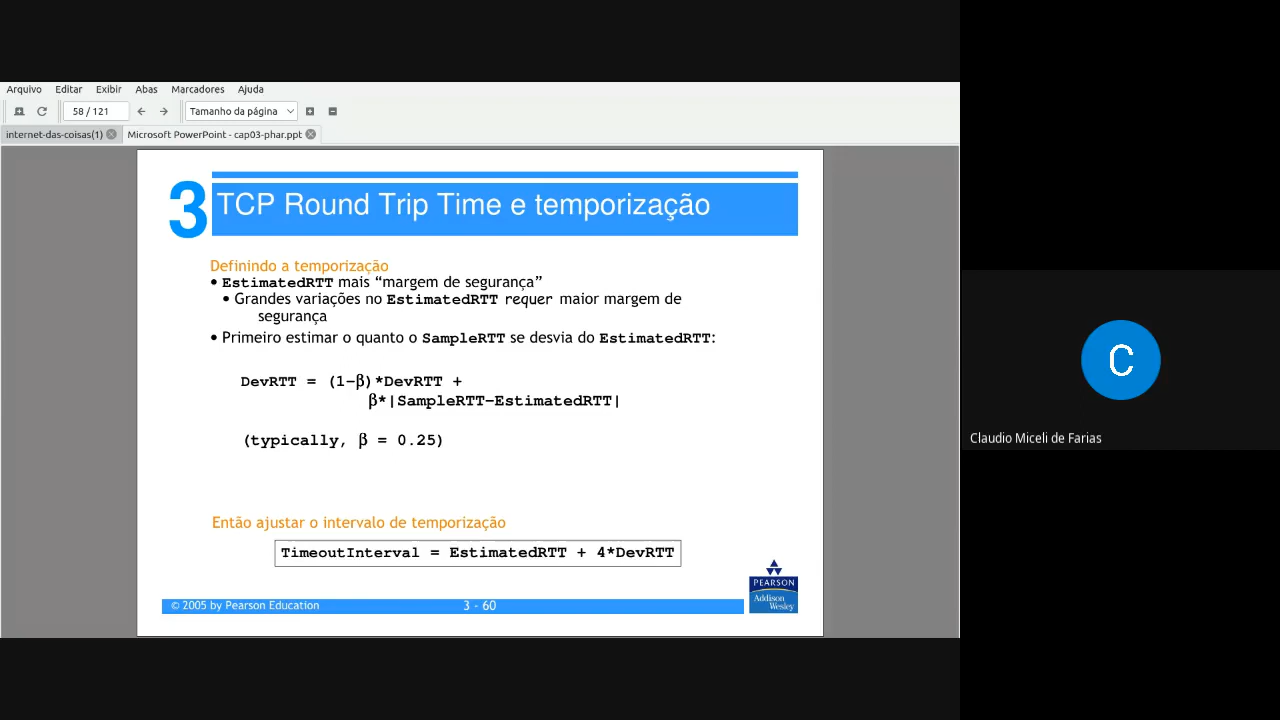 Arquivo Editar Exibir Abas Marcadores Ajuda
58 / 121 Tamanho da página
internet-das-coisas(1) Microsoft PowerPoint - cap03-phar.ppt
3 TCP Round Trip Time e temporização
Definindo a temporização
• EstimatedRTT mais “margem de segurança”
• Grandes variações no EstimatedRTT requer maior margem de
segurança
• Primeiro estimar o quanto o SampleRTT se desvia do EstimatedRTT:
DevRTT = (1-β)*DevRTT +
β*|SampleRTT-EstimatedRTT|
(typically, β = 0.25)
Então ajustar o intervalo de temporização
TimeoutInterval = EstimatedRTT + 4*DevRTT
PEARSON
Addison
Wesley
© 2005 by Pearson Education 3 - 60
C
Claudio Miceli de Farias